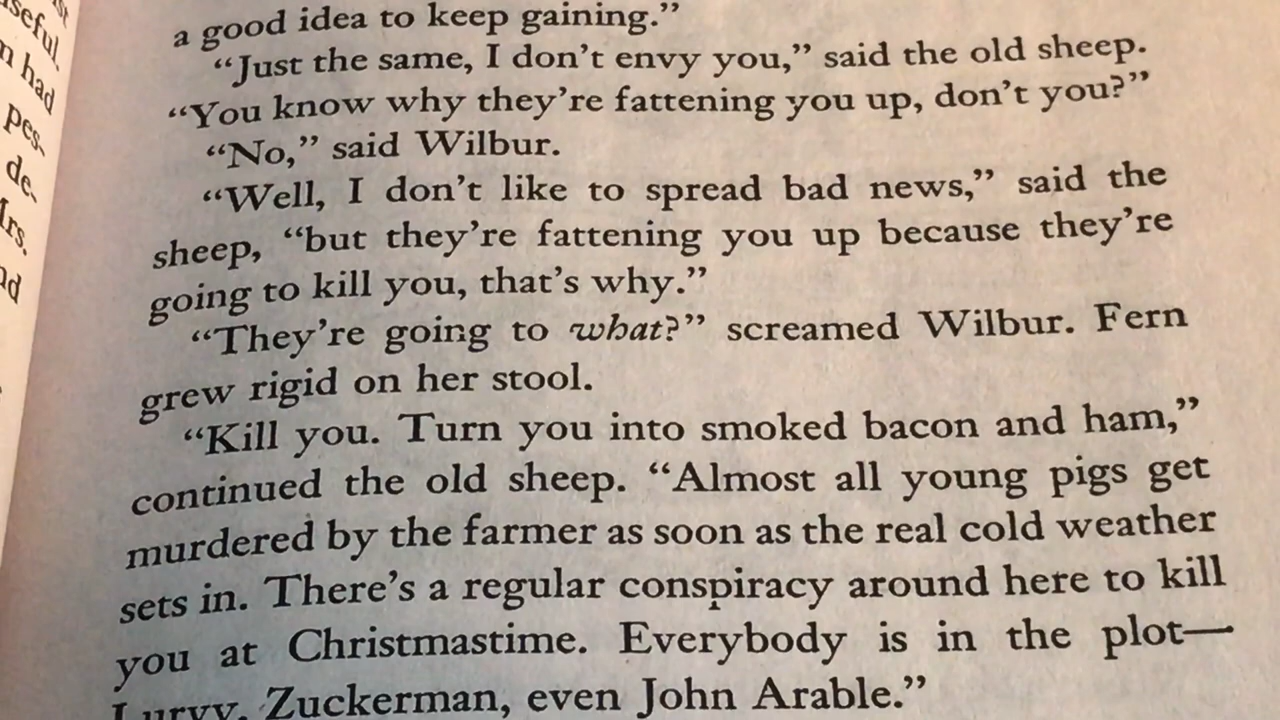 seful.
had
pes-
de-
a good idea to keep gaining.”
“Just the same, I don’t envy you,” said the old sheep.
“You know why they’re fattening you up, don’t you?”
“No,” said Wilbur.
“Well, I don’t like to spread bad news,” said the
sheep, “but they’re fattening you up because they’re
going to kill you, that’s why.”
“They’re going to what?” screamed Wilbur. Fern
grew rigid on her stool.
“Kill you. Turn you into smoked bacon and ham,”
continued the old sheep. “Almost all young pigs get
murdered by the farmer as soon as the real cold weather
sets in. There’s a regular conspiracy around here to kill
you at Christmastime. Everybody is in the plot—
Lurvy, Zuckerman, even John Arable.”